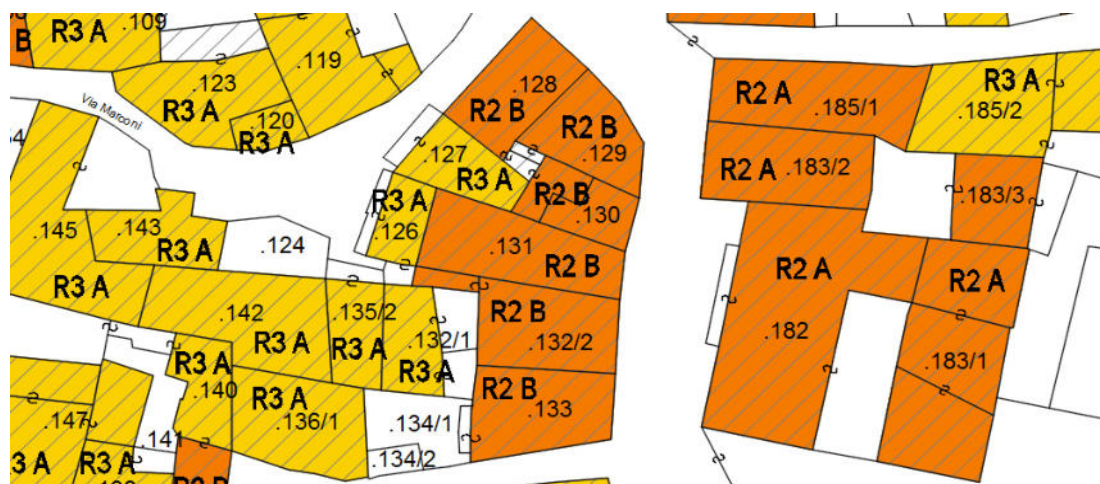 B
R3 A
.109
.119
.123
R3 A
.120
R3 A
Via Marconi
.128
R2 B
R2 B
.129
.127
R3 A
R2 B
.130
R3 A
.126
.131
R2 B
.145
.143
R3 A
.124
R3 A
.142
R3 A
.135/2
R3 A
.132/1
R3 A
R2 B
.132/2
R2 B
.133
R3 A
.140
R3 A
.136/1
.134/1
.134/2
.147
.141
3 A
R3 A
R2 B
R2 A
.185/1
R3 A
.185/2
R2 A
.183/2
.183/3
R2 A
R2 A
.182
.183/1